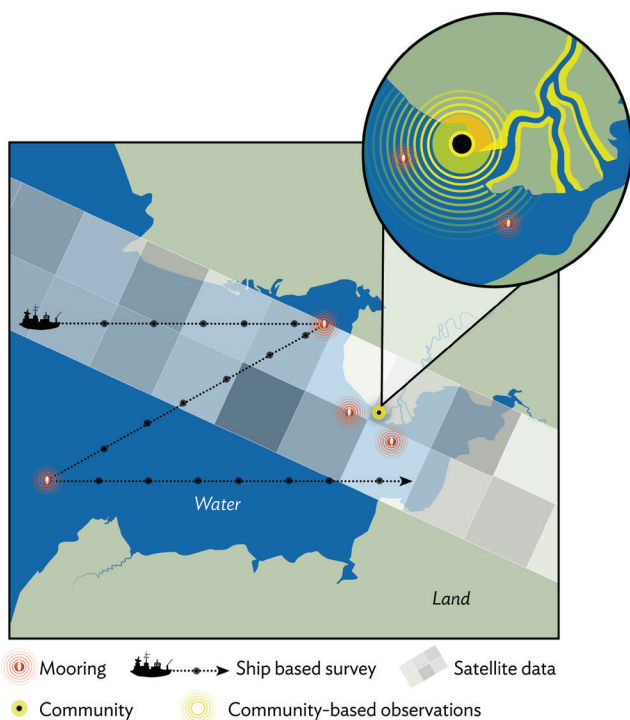 Water
Land
Mooring
Ship based survey
Satellite data
Community
Community-based observations